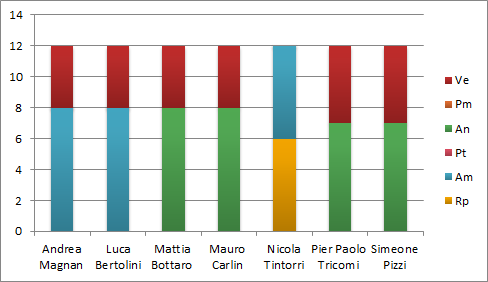 14
12
10
8
6
4
2
0
Andrea Magnan
Luca Bertolini
Mattia Bottaro
Mauro Carlin
Nicola Tintorri
Pier Paolo Tricomi
Simeone Pizzi
Ve
Pm
An
Pt
Am
Rp